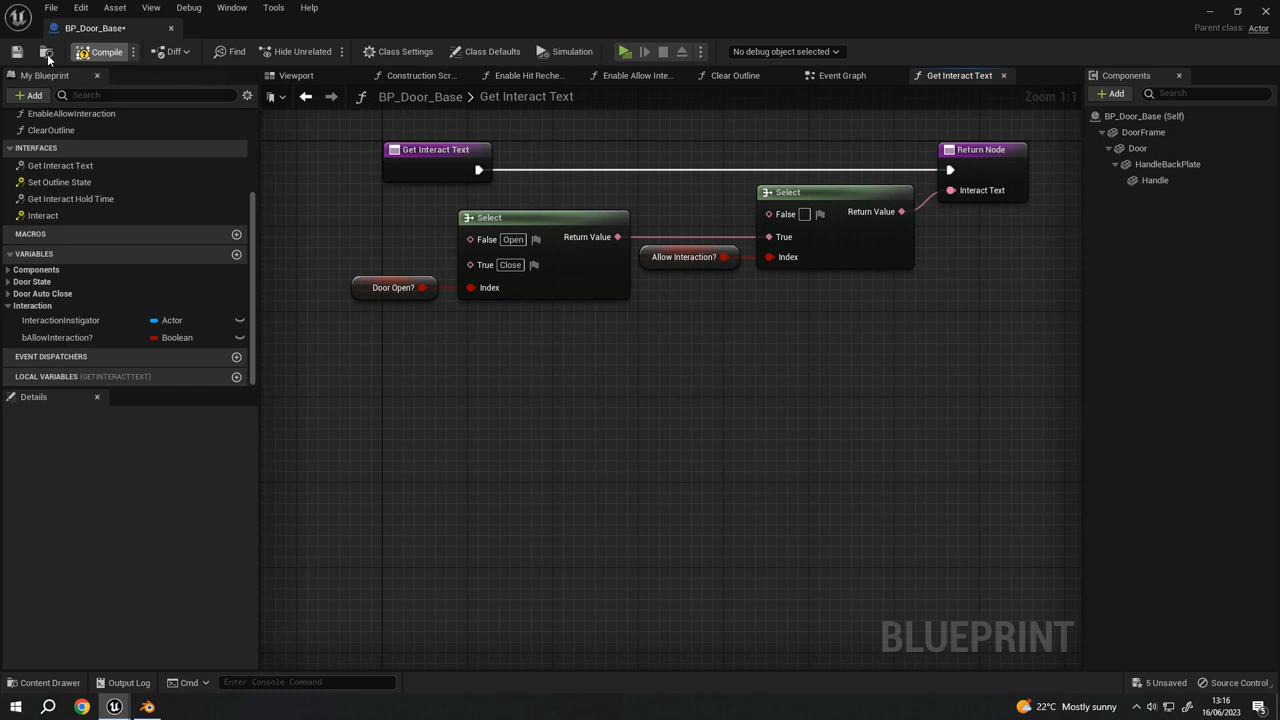 File Edit Asset View Debug Window Tools Help
BP_Door_Base*
Parent class: Actor
Compile Diff Find Hide Unrelated Class Settings Class Defaults Simulation No debug object selected
My Blueprint
Viewport Construction Scr... Enable Hit Reche... Enable Allow Inte... Clear Outline Event Graph Get Interact Text
Components
Add Search
BP_Door_Base > Get Interact Text
Zoom 1:1
Add Search
EnableAllowInteraction
ClearOutline
INTERFACES
Get Interact Text
Set Outline State
Get Interact Hold Time
Interact
MACROS
VARIABLES
Components
Door State
Door Auto Close
Interaction
InteractionInstigator Actor
bAllowInteraction? Boolean
EVENT DISPATCHERS
LOCAL VARIABLES (GETINTERACTTEXT)
Details
Get Interact Text
Return Node
Interact Text
Select
False Return Value
True
Index
Allow Interaction?
Select
False Open Return Value
True Close
Index
Door Open?
BP_Door_Base (Self)
DoorFrame
Door
HandleBackPlate
Handle
BLUEPRINT
Content Drawer Output Log Cmd Enter Console Command 5 Unsaved Source Control
22°C Mostly sunny
13:16
16/06/2023